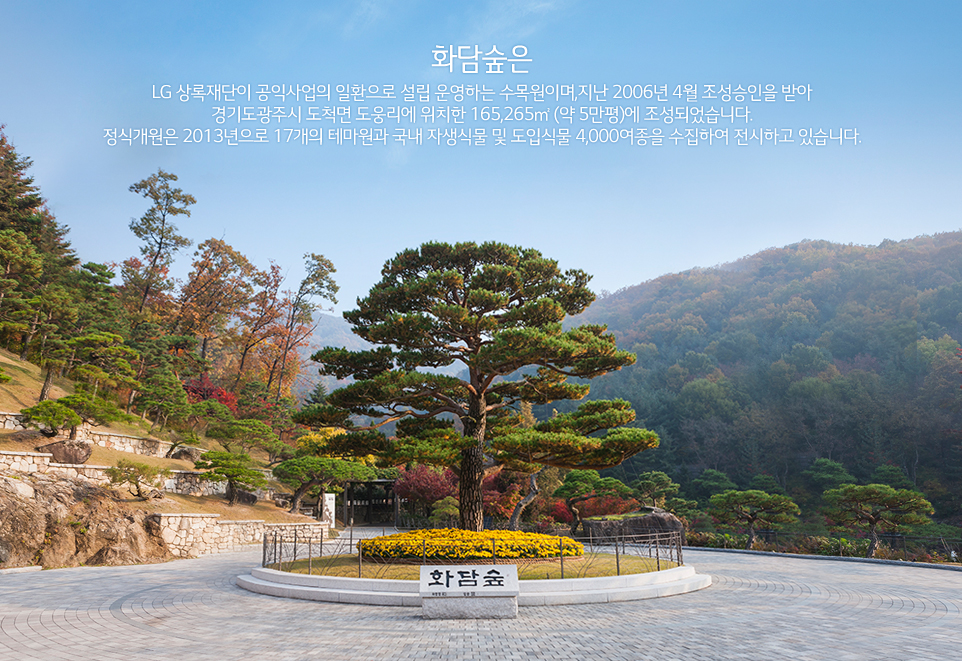 화담숲은
LG 상록재단이 공익사업의 일환으로 설립 운영하는 수목원이며,지난 2006년 4월 조성승인을 받아
경기도광주시 도척면 도웅리에 위치한 165,265㎡ (약 5만평)에 조성되었습니다.
정식개원은 2013년으로 17개의 테마원과 국내 자생식물 및 도입식물 4,000여종을 수집하여 전시하고 있습니다.
화담숲